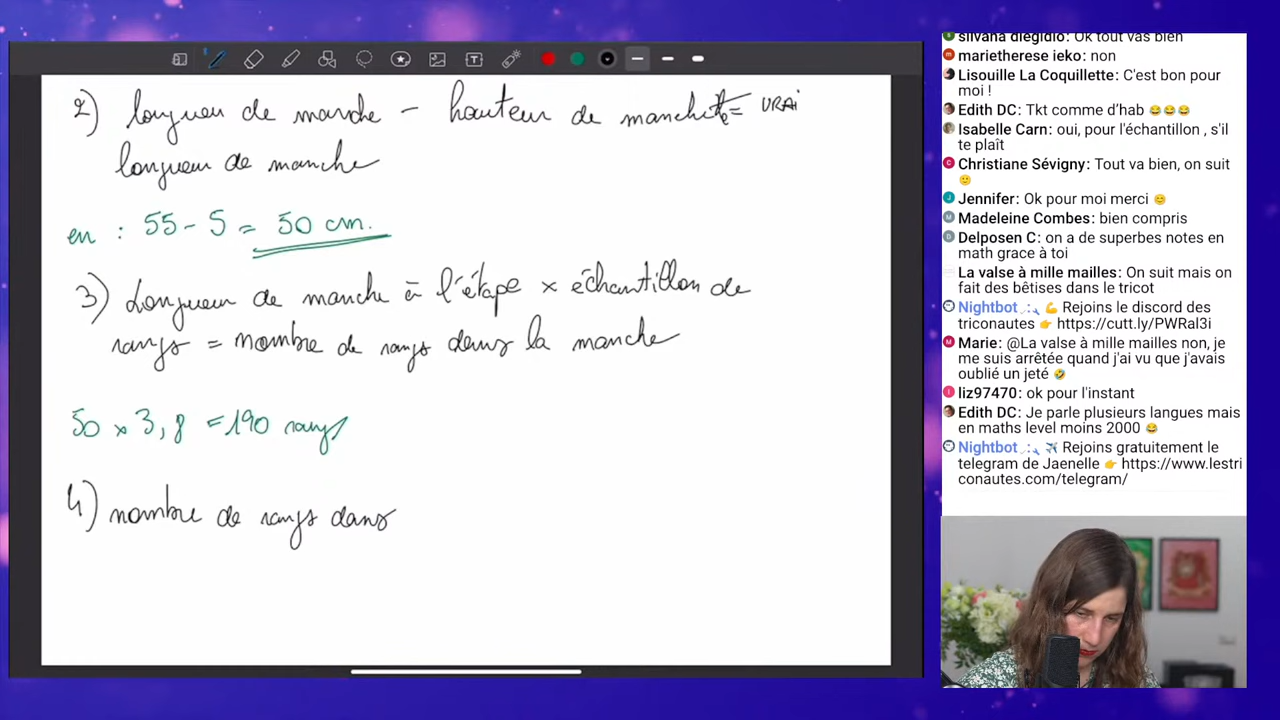 2) longueur de manche - hauteur de manchette = VRAI
longueur de manche
en : 55 - 5 = 50 cm.
3) Longueur de manche à l'étape × échantillon de
rangs = nombre de rangs dans la manche
50 × 3,8 = 190 rangs
4) nombre de rangs dans
silvana diegidio: Ok tout vas bien
marietherese ieko: non
Lisouille La Coquillette: C'est bon pour
moi !
Edith DC: Tkt comme d'hab 😂😂😂
Isabelle Carn: oui, pour l'échantillon , s'il
te plaît
Christiane Sévigny: Tout va bien, on suit
🙂
Jennifer: Ok pour moi merci 😊
Madeleine Combes: bien compris
Delposen C: on a de superbes notes en
math grace à toi
La valse à mille mailles: On suit mais on
fait des bêtises dans le tricot
Nightbot : 💪 Rejoins le discord des
triconautes 👉 https://cutt.ly/PWRal3i
Marie: @La valse à mille mailles non, je
me suis arrêtée quand j'ai vu que j'avais
oublié un jeté 🤣
liz97470: ok pour l'instant
Edith DC: Je parle plusieurs langues mais
en maths level moins 2000 😂
Nightbot : ✈️ Rejoins gratuitement le
telegram de Jaenelle 👉 https://www.lestri
conautes.com/telegram/